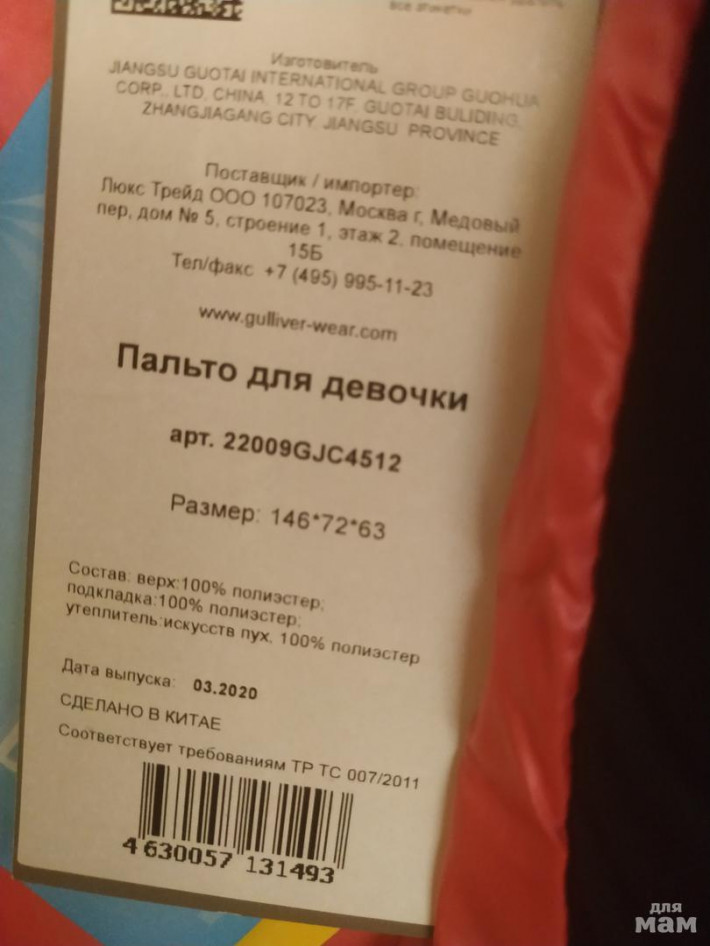 все этикетки
Изготовитель
JIANGSU GUOTAI INTERNATIONAL GROUP GUOHUA
CORP., LTD, CHINA, 12 TO 17F, GUOTAI BULIDING,
ZHANGJIAGANG CITY, JIANGSU PROVINCE
Поставщик / импортер:
Люкс Трейд ООО 107023, Москва г, Медовый
пер, дом № 5, строение 1, этаж 2, помещение
15Б
Тел/факс +7 (495) 995-11-23
www.gulliver-wear.com
Пальто для девочки
арт. 22009GJC4512
Размер: 146*72*63
Состав: верх:100% полиэстер;
подкладка:100% полиэстер;
утеплитель:искусств пух, 100% полиэстер
Дата выпуска: 03.2020
СДЕЛАНО В КИТАЕ
Соответствует требованиям ТР ТС 007/2011
4 630057 131493
для
мам